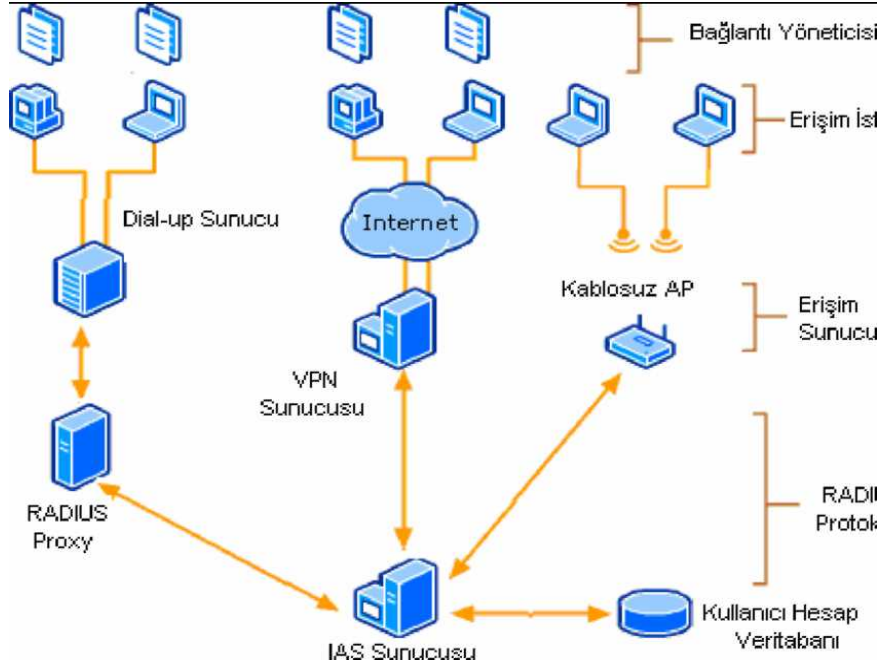 Bağlantı Yöneticisi
Erişim İst
Dial-up Sunucu
Internet
Kablosuz AP
Erişim
Sunucu
VPN
Sunucusu
RADIUS
Proxy
RADIU
Protok
IAS Sunucusu
Kullanıcı Hesap
Veritabanı